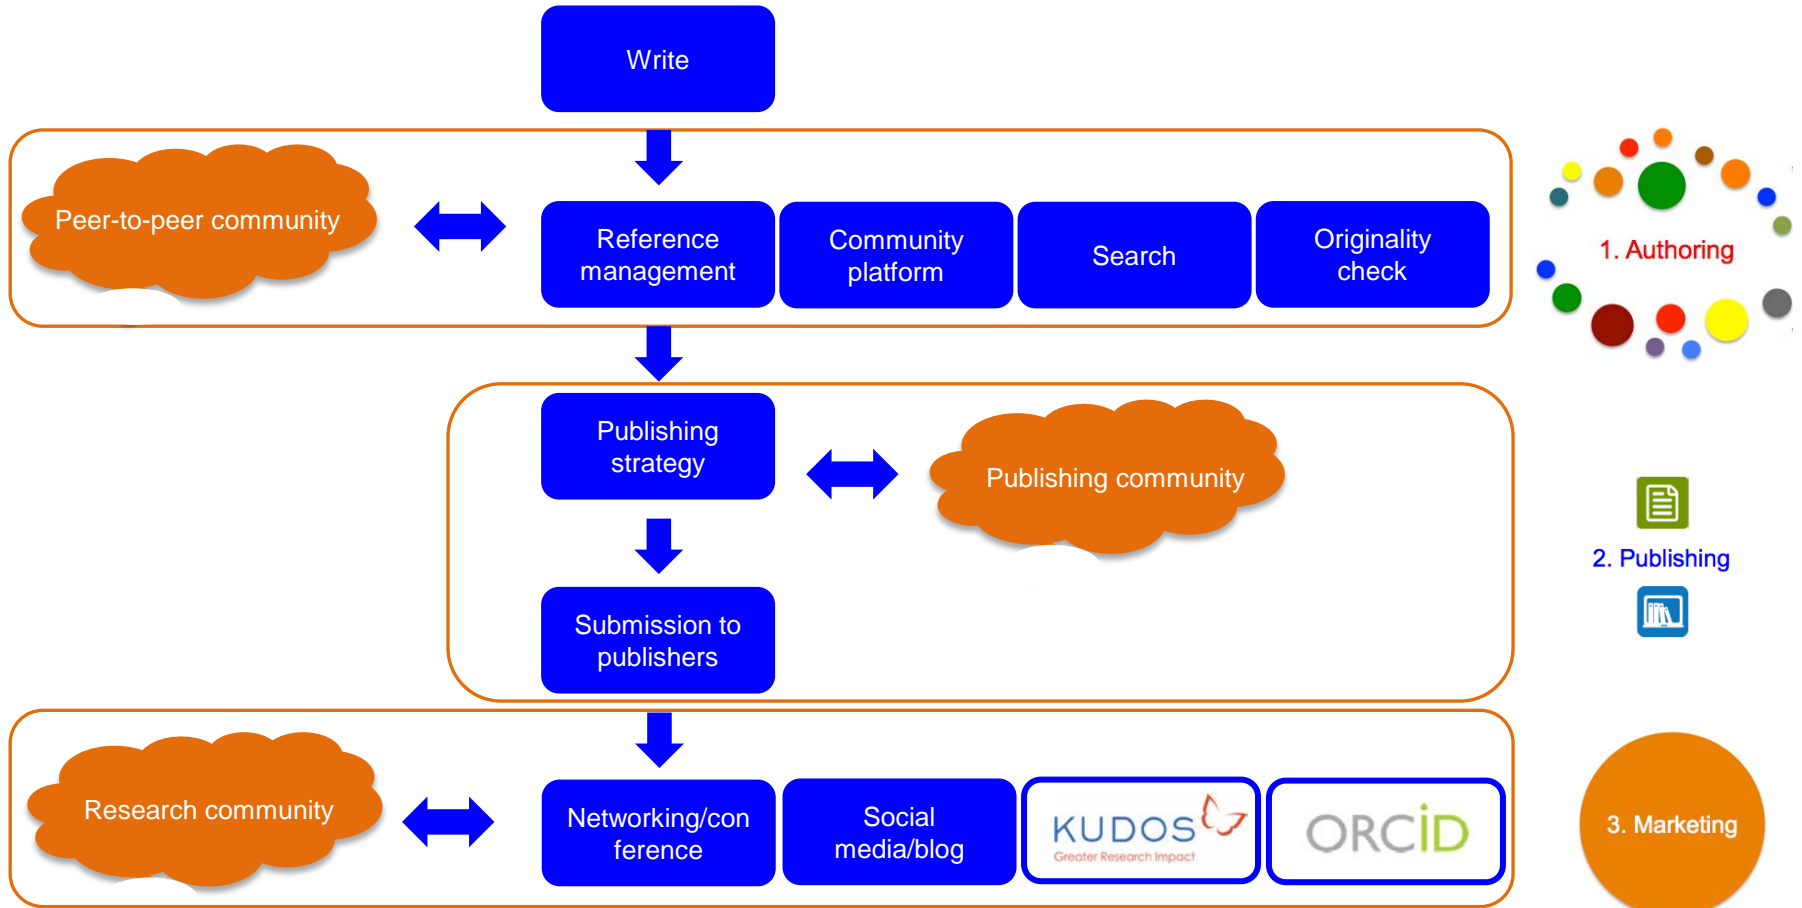 Write
Peer-to-peer community
Reference
management
Community
platform
Search
Originality
check
1. Authoring
Publishing
strategy
Publishing community
2. Publishing
Submission to
publishers
Research community
Networking/con
ference
Social
media/blog
KUDOS
Greater Research Impact
ORCiD
3. Marketing